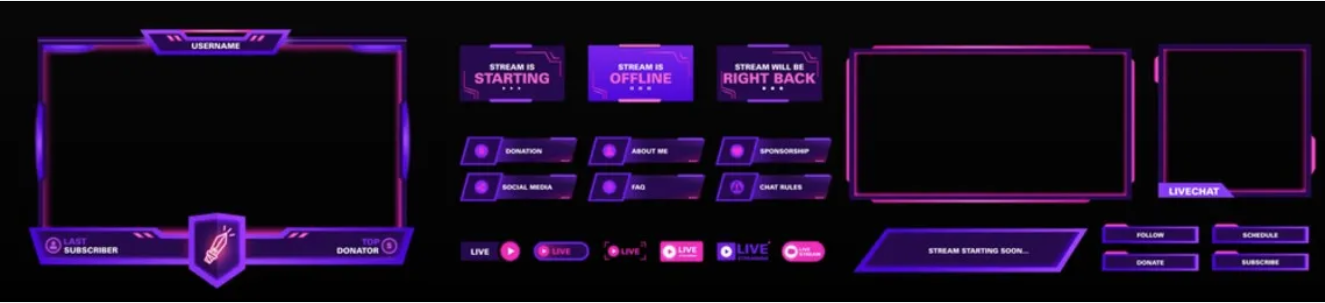 USERNAME
LAST
SUBSCRIBER
TOP
DONATOR
$
STREAM IS
STARTING
STREAM IS
OFFLINE
STREAM WILL BE
RIGHT BACK
DONATION
ABOUT ME
SPONSORSHIP
SOCIAL MEDIA
FAQ
CHAT RULES
LIVE
LIVE
LIVE
LIVE
LIVE
LIVE
STREAM
LIVECHAT
STREAM STARTING SOON...
FOLLOW
SCHEDULE
DONATE
SUBSCRIBE